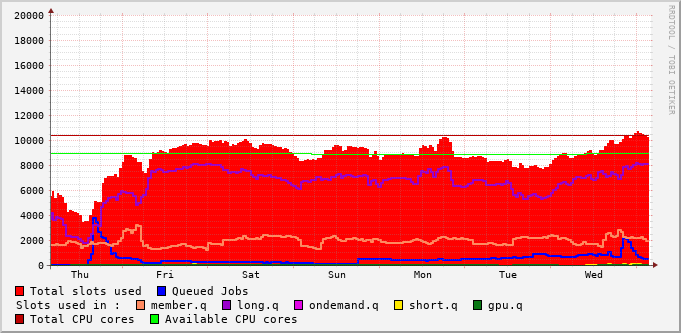 RRDTOOL / TOBI OETIKER
20000
18000
16000
14000
12000
10000
8000
6000
4000
2000
0
Thu Fri Sat Sun Mon Tue Wed
Total slots used Queued Jobs
Slots used in : member.q long.q ondemand.q short.q gpu.q
Total CPU cores Available CPU cores